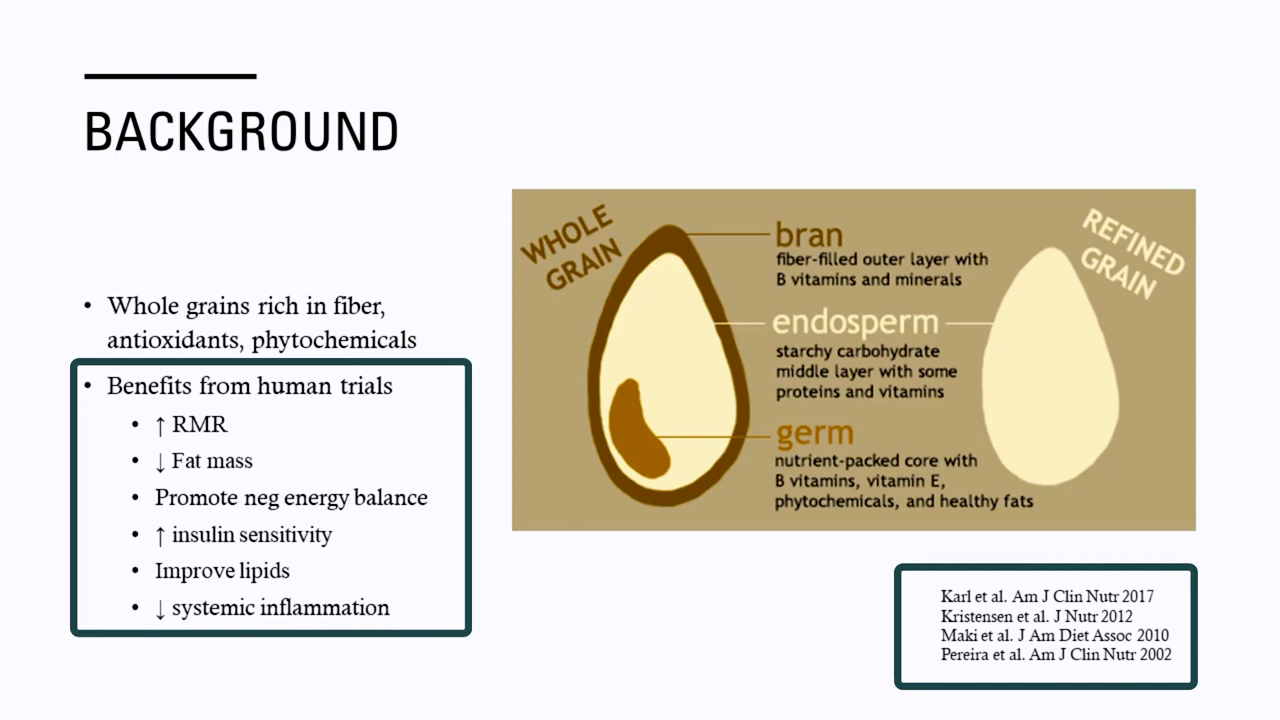 BACKGROUND
• Whole grains rich in fiber,
antioxidants, phytochemicals
• Benefits from human trials
• ↑ RMR
• ↓ Fat mass
• Promote neg energy balance
• ↑ insulin sensitivity
• Improve lipids
• ↓ systemic inflammation
WHOLE
GRAIN
bran
fiber-filled outer layer with
B vitamins and minerals
endosperm
starchy carbohydrate
middle layer with some
proteins and vitamins
germ
nutrient-packed core with
B vitamins, vitamin E,
phytochemicals, and healthy fats
REFINED
GRAIN
Karl et al. Am J Clin Nutr 2017
Kristensen et al. J Nutr 2012
Maki et al. J Am Diet Assoc 2010
Pereira et al. Am J Clin Nutr 2002